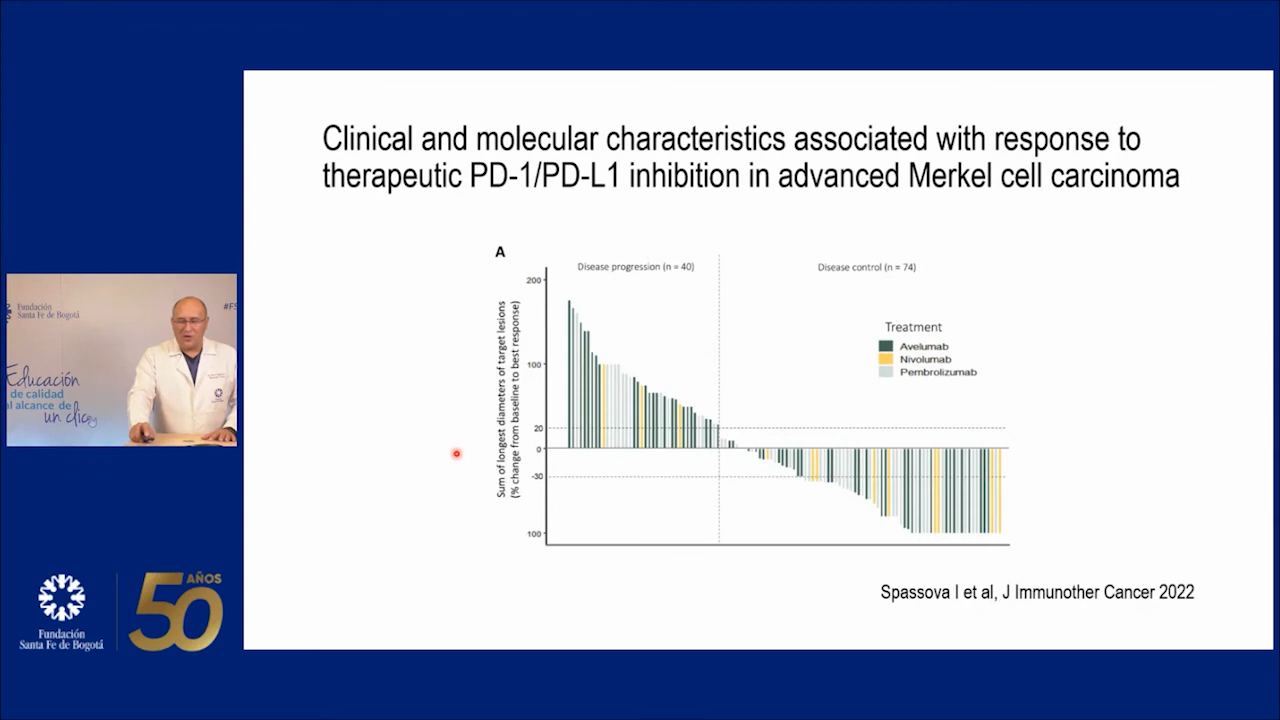 Clinical and molecular characteristics associated with response to
therapeutic PD-1/PD-L1 inhibition in advanced Merkel cell carcinoma
A
Disease progression (n = 40)
Disease control (n = 74)
200
100
20
0
-30
100
Sum of longest diameters of target lesions
(% change from baseline to best response)
Treatment
Avelumab
Nivolumab
Pembrolizumab
Spassova I et al, J Immunother Cancer 2022
Fundación
Santa Fe de Bogotá
Educación
de calidad
al alcance de
un clic
Fundación
Santa Fe de Bogotá
50 AÑOS